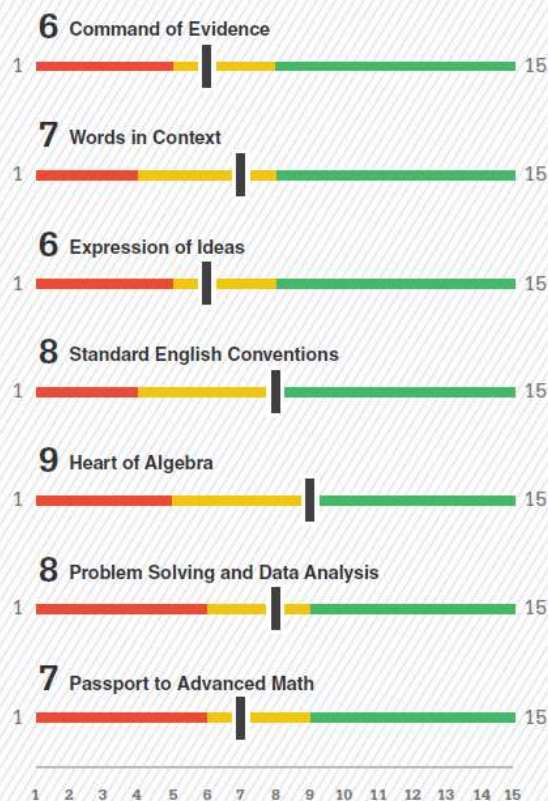 6 Command of Evidence
1 15
7 Words in Context
1 15
6 Expression of Ideas
1 15
8 Standard English Conventions
1 15
9 Heart of Algebra
1 15
8 Problem Solving and Data Analysis
1 15
7 Passport to Advanced Math
1 15
1 2 3 4 5 6 7 8 9 10 11 12 13 14 15